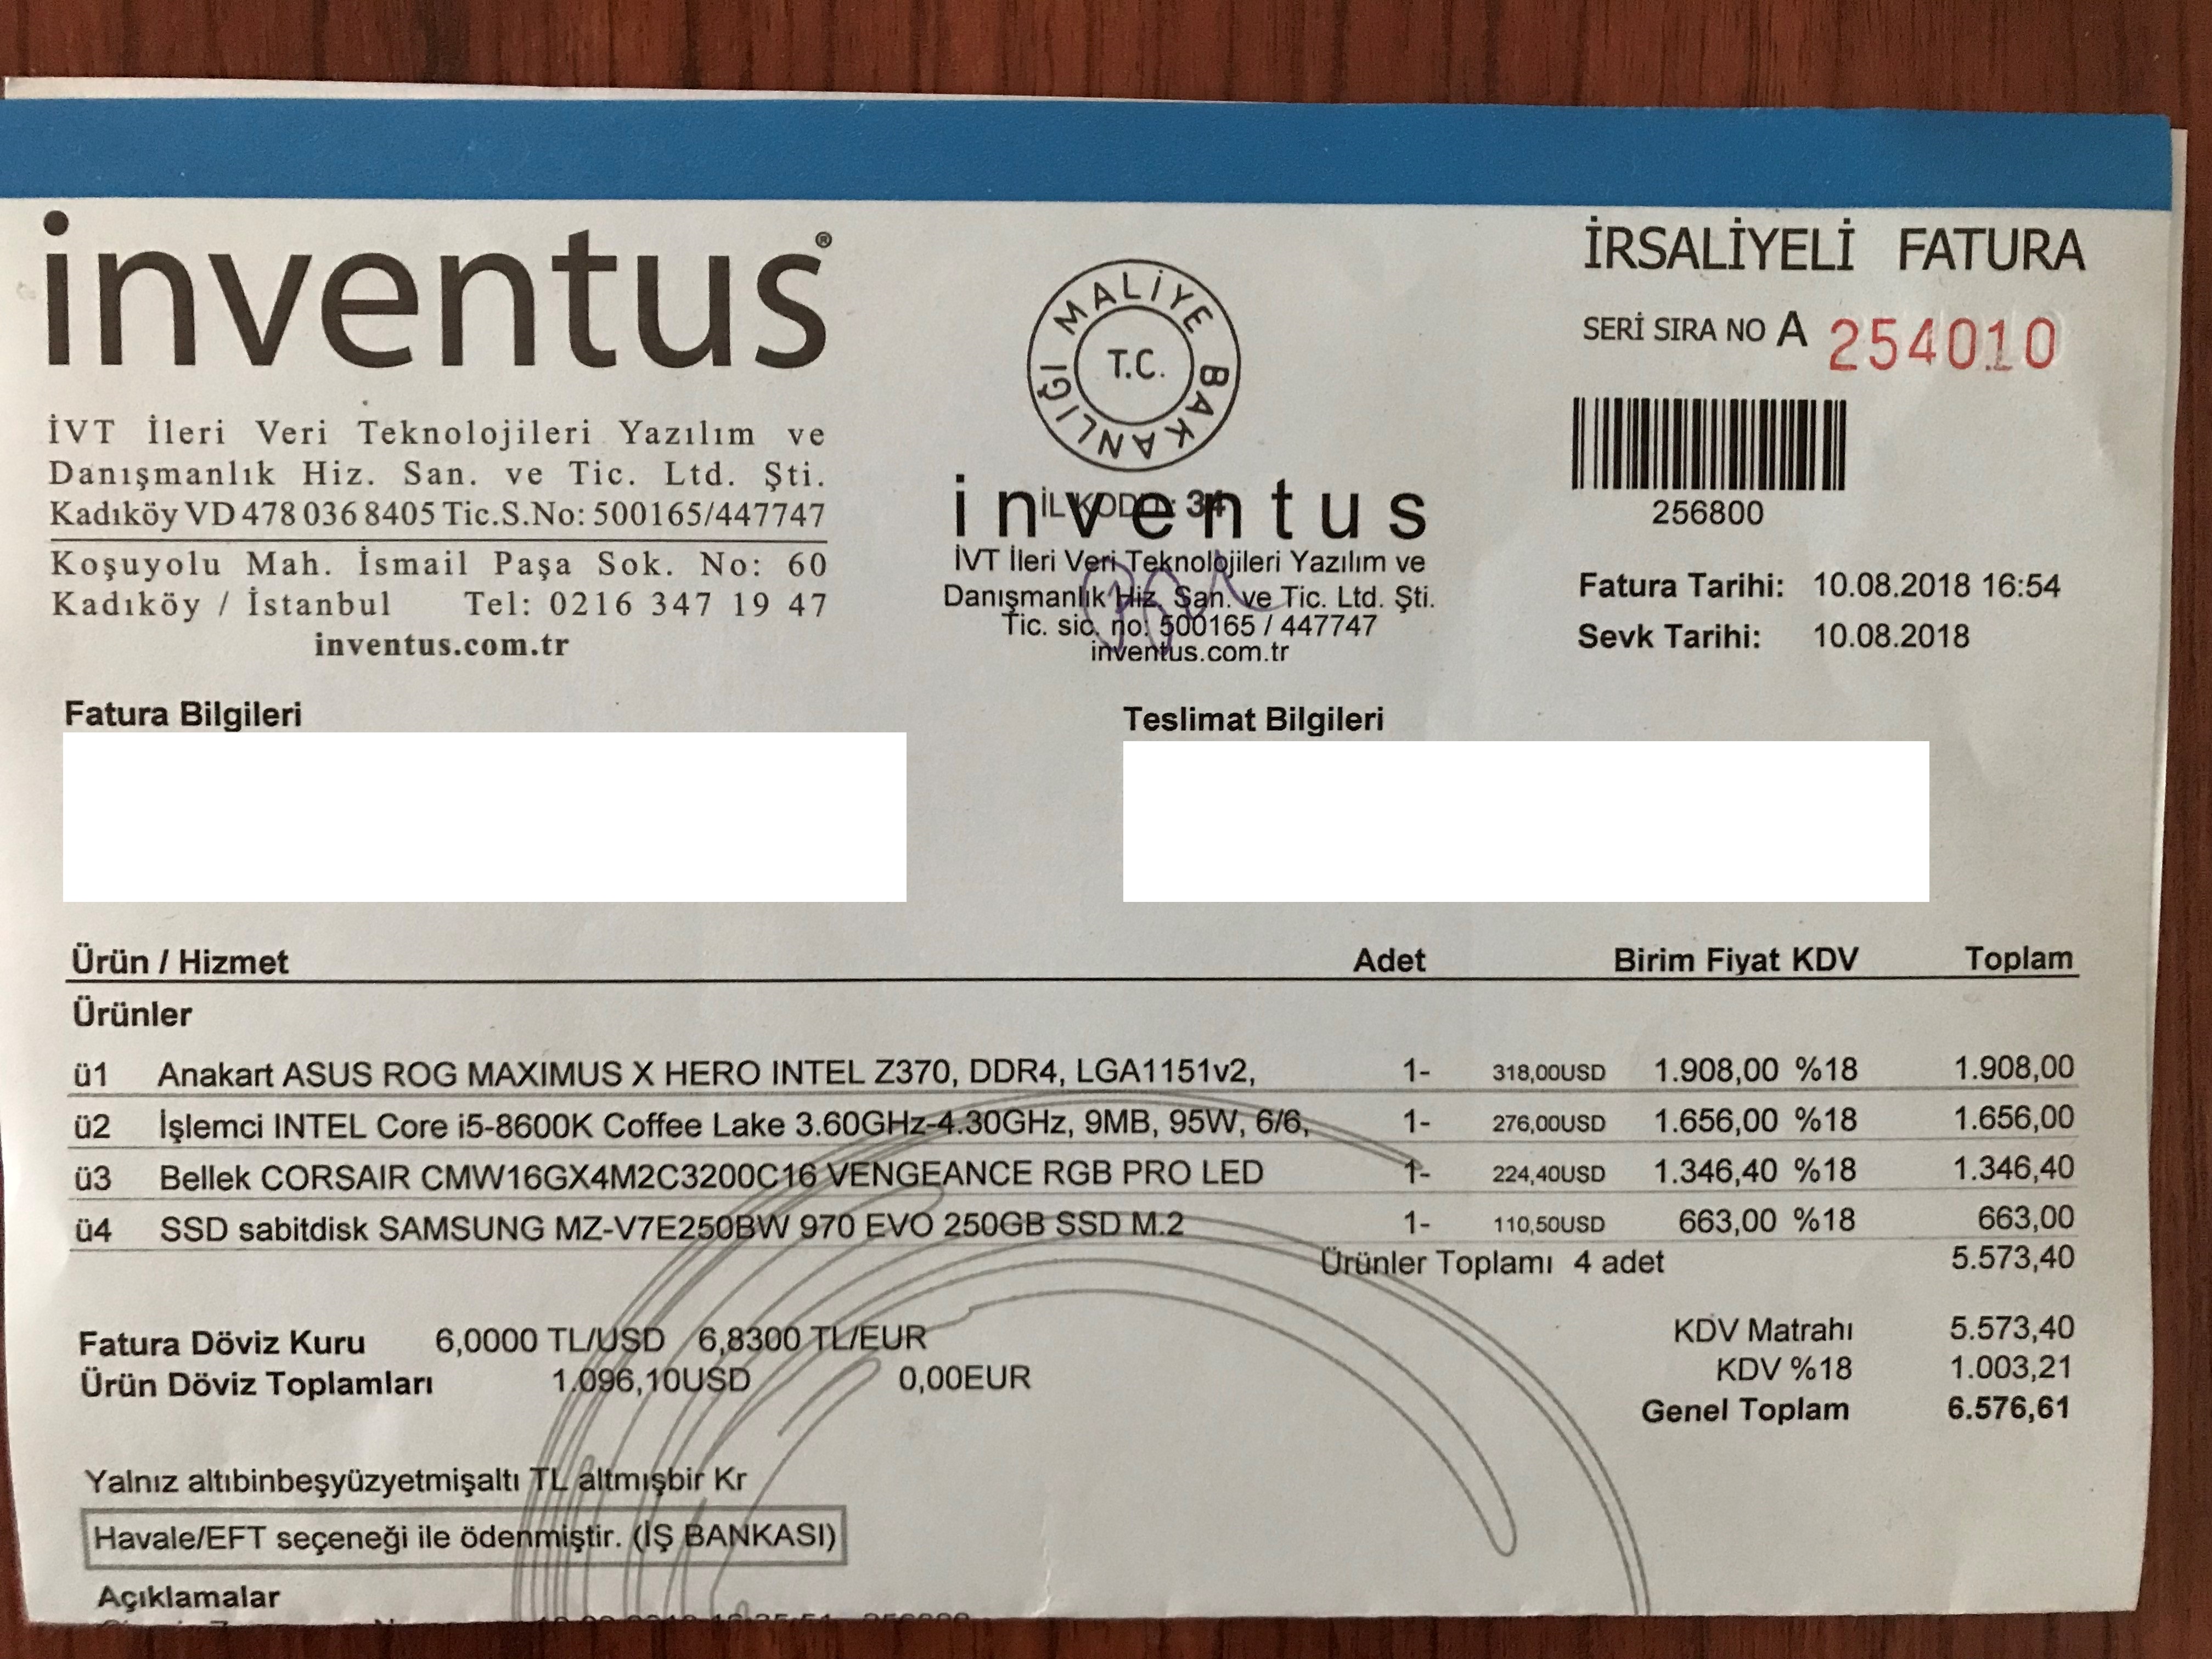 inventus®
İVT İleri Veri Teknolojileri Yazılım ve
Danışmanlık Hiz. San. ve Tic. Ltd. Şti.
Kadıköy VD 478 036 8405 Tic.S.No: 500165/447747
Koşuyolu Mah. İsmail Paşa Sok. No: 60
Kadıköy / İstanbul Tel: 0216 347 19 47
inventus.com.tr
MALİYE BAKANLIĞI
T.C.
İL KODU: 34
inventus
İVT İleri Veri Teknolojileri Yazılım ve
Danışmanlık Hiz. San. ve Tic. Ltd. Şti.
Tic. sic. no: 500165 / 447747
inventus.com.tr
İRSALİYELİ FATURA
SERİ SIRA NO A 254010
256800
Fatura Tarihi: 10.08.2018 16:54
Sevk Tarihi: 10.08.2018
Fatura Bilgileri
Teslimat Bilgileri
Ürün / Hizmet Adet Birim Fiyat KDV Toplam
Ürünler
ü1 Anakart ASUS ROG MAXIMUS X HERO INTEL Z370, DDR4, LGA1151v2, 1- 318,00USD 1.908,00 %18 1.908,00
ü2 İşlemci INTEL Core i5-8600K Coffee Lake 3.60GHz-4.30GHz, 9MB, 95W, 6/6, 1- 276,00USD 1.656,00 %18 1.656,00
ü3 Bellek CORSAIR CMW16GX4M2C3200C16 VENGEANCE RGB PRO LED 1- 224,40USD 1.346,40 %18 1.346,40
ü4 SSD sabitdisk SAMSUNG MZ-V7E250BW 970 EVO 250GB SSD M.2 1- 110,50USD 663,00 %18 663,00
Ürünler Toplamı 4 adet 5.573,40
Fatura Döviz Kuru 6,0000 TL/USD 6,8300 TL/EUR
Ürün Döviz Toplamları 1.096,10USD 0,00EUR
KDV Matrahı 5.573,40
KDV %18 1.003,21
Genel Toplam 6.576,61
Yalnız altıbinbeşyüzyetmişaltı TL altmışbir Kr
Havale/EFT seçeneği ile ödenmiştir. (İŞ BANKASI)
Açıklamalar